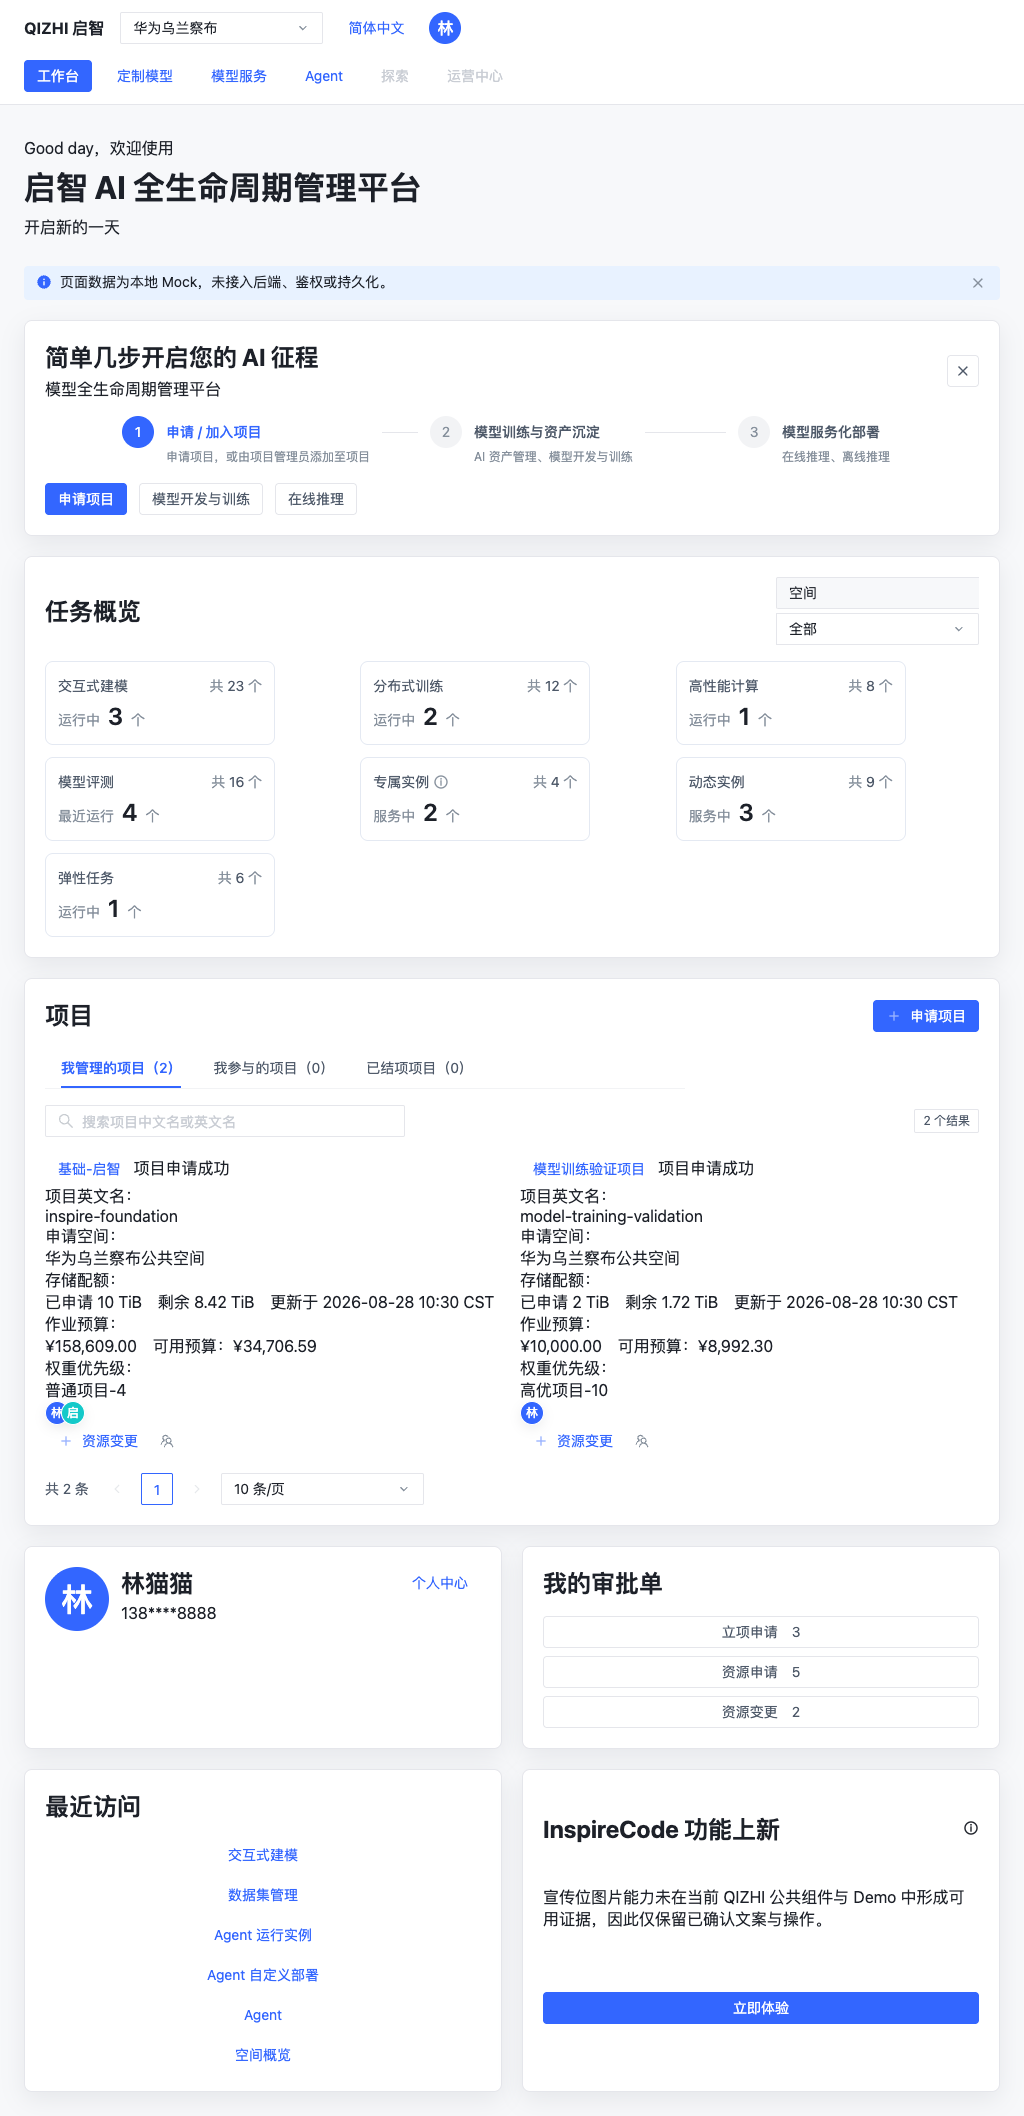 QIZHI 启智
华为乌兰察布
简体中文
林
工作台
定制模型
模型服务
Agent
探索
运营中心
Good day，欢迎使用
启智 AI 全生命周期管理平台
开启新的一天
页面数据为本地 Mock，未接入后端、鉴权或持久化。
简单几步开启您的 AI 征程
模型全生命周期管理平台
1
申请 / 加入项目
申请项目，或由项目管理员添加至项目
2
模型训练与资产沉淀
AI 资产管理、模型开发与训练
3
模型服务化部署
在线推理、离线推理
申请项目
模型开发与训练
在线推理
任务概览
空间
全部
交互式建模
共 23 个
运行中 3 个
分布式训练
共 12 个
运行中 2 个
高性能计算
共 8 个
运行中 1 个
模型评测
共 16 个
最近运行 4 个
专属实例
共 4 个
服务中 2 个
动态实例
共 9 个
服务中 3 个
弹性任务
共 6 个
运行中 1 个
项目
+ 申请项目
我管理的项目（2）
我参与的项目（0）
已结项项目（0）
搜索项目中文名或英文名
2 个结果
基础-启智 项目申请成功
项目英文名：
inspire-foundation
申请空间：
华为乌兰察布公共空间
存储配额：
已申请 10 TiB 剩余 8.42 TiB 更新于 2026-08-28 10:30 CST
作业预算：
¥158,609.00 可用预算：¥34,706.59
权重优先级：
普通项目-4
林 启
+ 资源变更
模型训练验证项目 项目申请成功
项目英文名：
model-training-validation
申请空间：
华为乌兰察布公共空间
存储配额：
已申请 2 TiB 剩余 1.72 TiB 更新于 2026-08-28 10:30 CST
作业预算：
¥10,000.00 可用预算：¥8,992.30
权重优先级：
高优项目-10
林
+ 资源变更
共 2 条
1
10 条/页
林
林猫猫
138****8888
个人中心
我的审批单
立项申请 3
资源申请 5
资源变更 2
最近访问
交互式建模
数据集管理
Agent 运行实例
Agent 自定义部署
Agent
空间概览
InspireCode 功能上新
宣传位图片能力未在当前 QIZHI 公共组件与 Demo 中形成可
用证据，因此仅保留已确认文案与操作。
立即体验